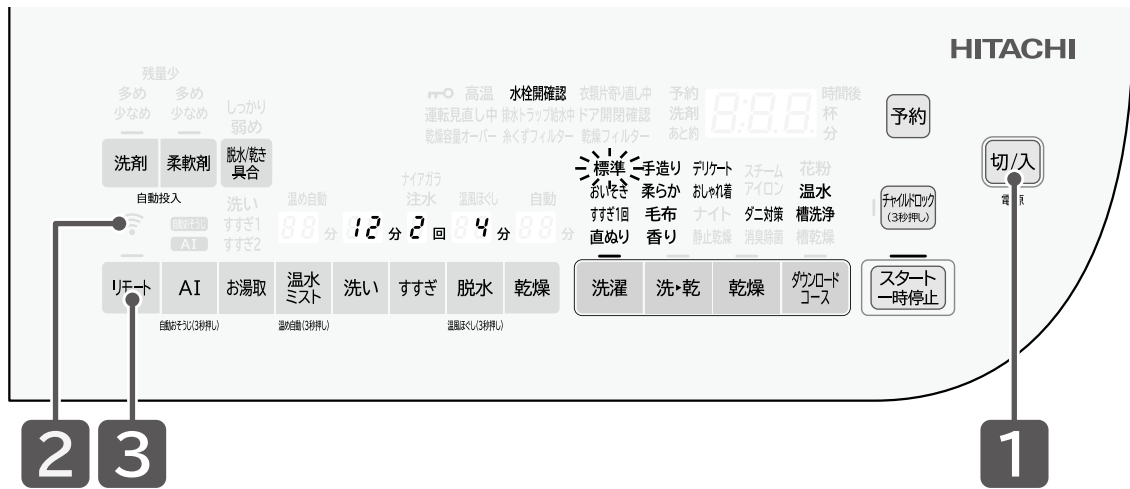 HITACHI
残量少
多め 多め
少なめ 少なめ
しっかり
弱め
高温 水栓開確認 衣類片寄り直し中 予約 8:88 時間後
運転見直し中 排水トラップ給水中 ドア開閉確認 洗剤 杯
乾燥容量オーバー 糸くずフィルター 乾燥フィルター あと約 分
予約
洗剤 柔軟剤 脱水/乾き具合
自動投入
標準 手造り デリケート スチーム 花粉
おいそぎ 柔らか おしゃれ着 アイロン 温水
すすぎ1回 毛布 ナイト ダニ対策 槽洗浄
直ぬり 香り 静止乾燥 消臭除菌 槽乾燥
切/入
電源
チャイルドロック
(3秒押し)
自動おそうじ
AI
洗い
すすぎ1
すすぎ2
温め自動
ナイアガラ
注水
温風ほぐし
自動
88 分 12 分 2 回 84 分 88 分
リモート AI お湯取 温水ミスト 洗い すすぎ 脱水 乾燥
洗濯 洗▸乾 乾燥 ダウンロードコース
スタート
一時停止
自動おそうじ(3秒押し) 温め自動(3秒押し) 温風ほぐし(3秒押し)
2 3 1